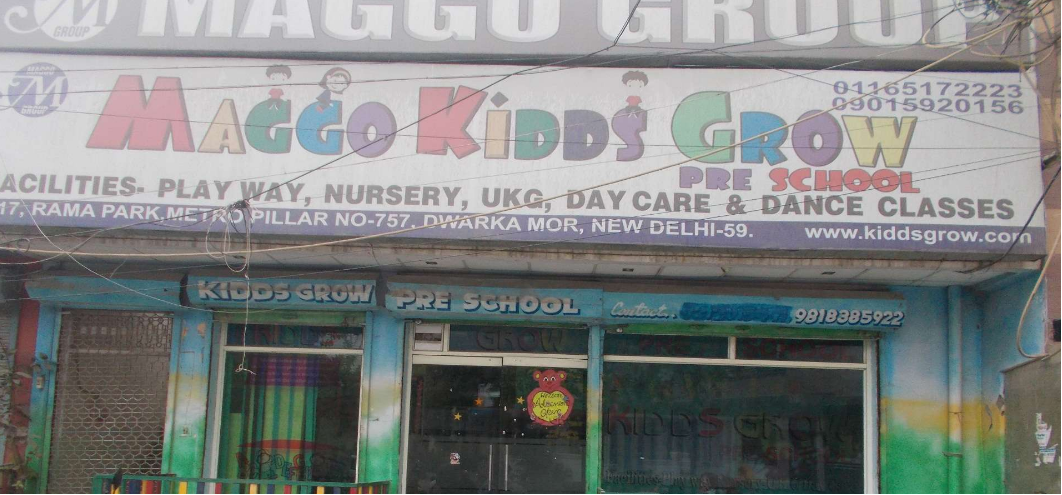 MAGGO GROUP
GROUP
MAGGO KIDDS GROW
PRE SCHOOL
01165172223
09015920156
ACILITIES- PLAY WAY, NURSERY, UKG, DAY CARE & DANCE CLASSES
17, RAMA PARK METRO PILLAR NO-757. DWARKA MOR, NEW DELHI-59.
www.kiddsgrow.com
KIDDS GROW PRE SCHOOL Contact.. 9818385922
GROW
KIDDS GROW